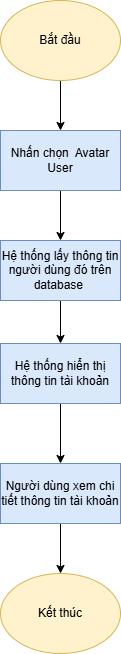 Bắt đầu
Nhấn chọn Avatar
User
Hệ thống lấy thông tin
người dùng đó trên
database
Hệ thống hiển thị
thông tin tài khoản
Người dùng xem chi
tiết thông tin tài khoản
Kết thúc